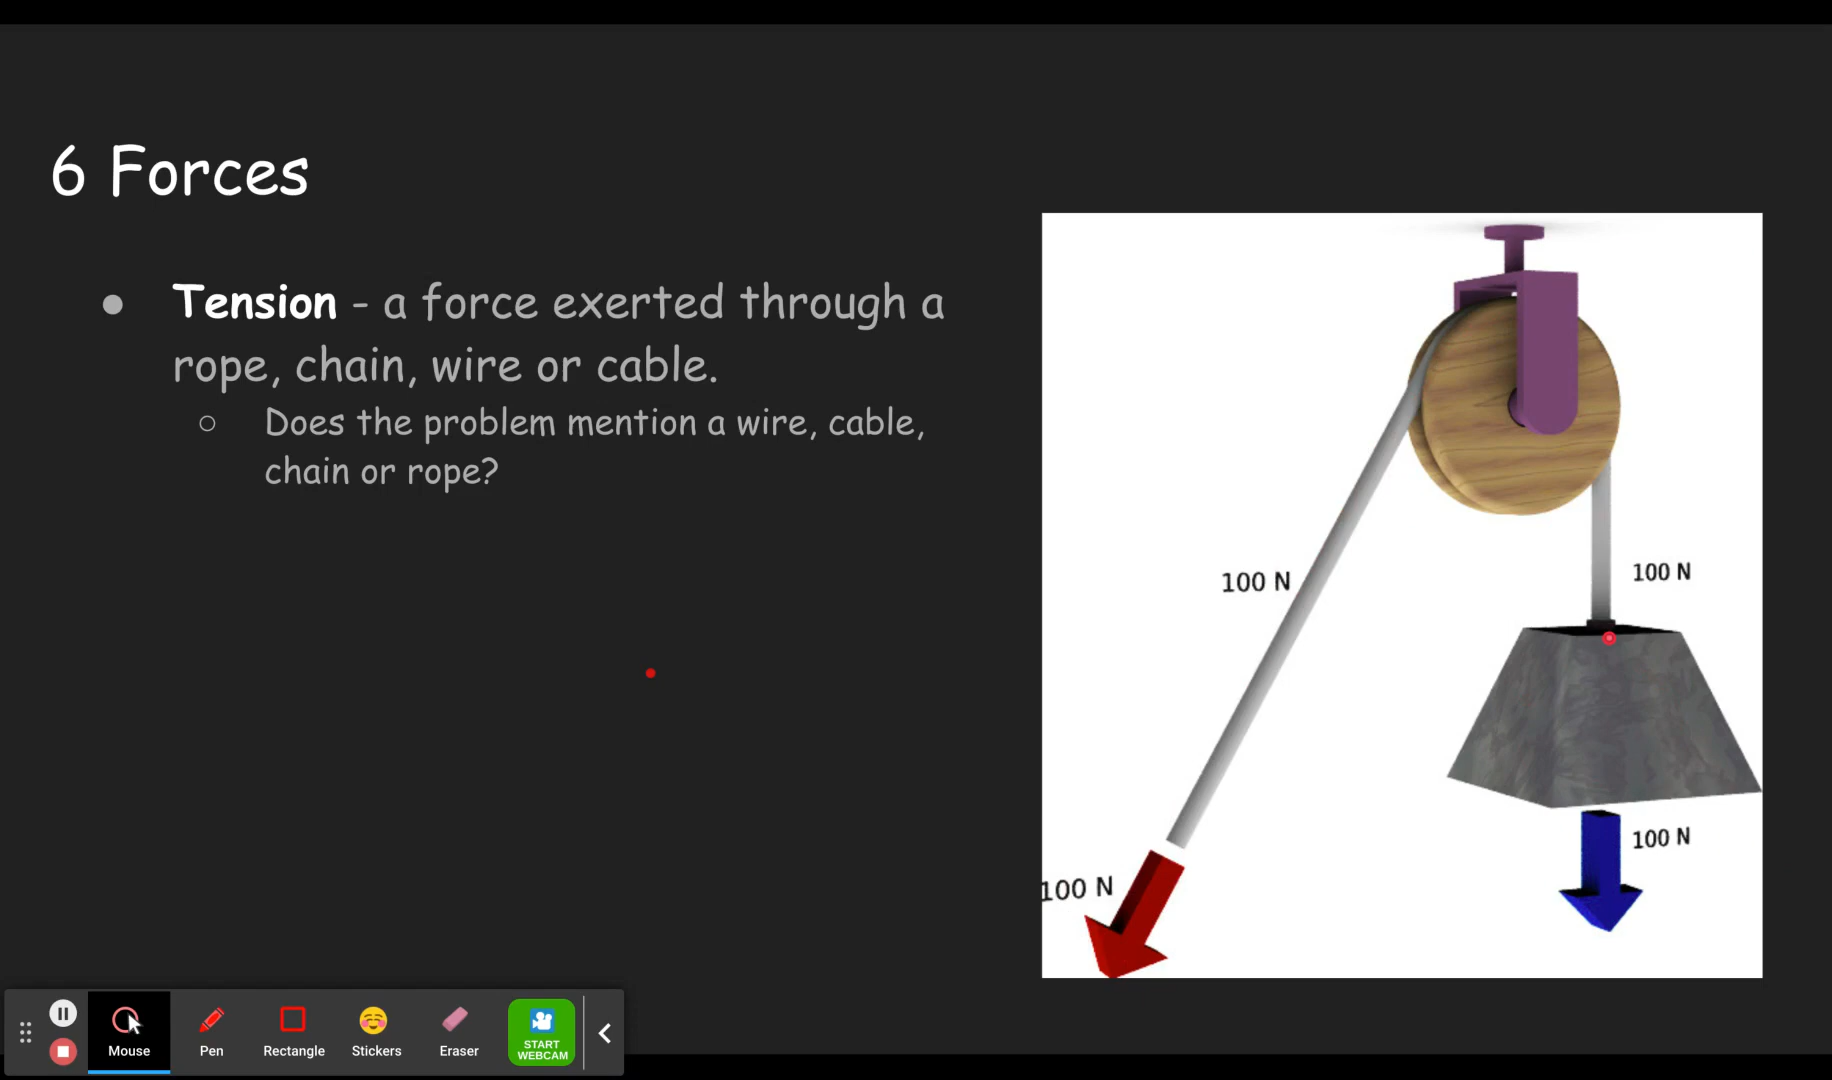 6 Forces
● Tension - a force exerted through a
rope, chain, wire or cable.
○ Does the problem mention a wire, cable,
chain or rope?
100 N
100 N
100 N
100 N
Mouse
Pen
Rectangle
Stickers
Eraser
START
WEBCAM